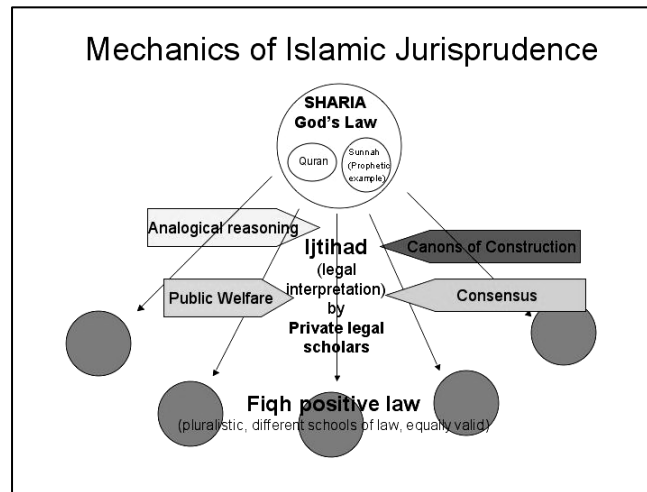 Mechanics of Islamic Jurisprudence
SHARIA
God's Law
Quran
Sunnah
(Prophetic
example)
Analogical reasoning
Ijtihad
(legal
interpretation)
by
Private legal
scholars
Canons of Construction
Public Welfare
Consensus
Fiqh positive law
(pluralistic, different schools of law, equally valid)